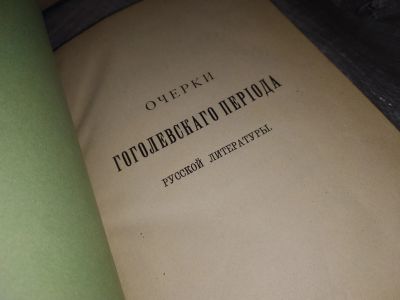 ОЧЕРКИ
ГОГОЛЕВСКАГО ПЕРІОДА
РУССКОЙ ЛИТЕРАТУРЫ.